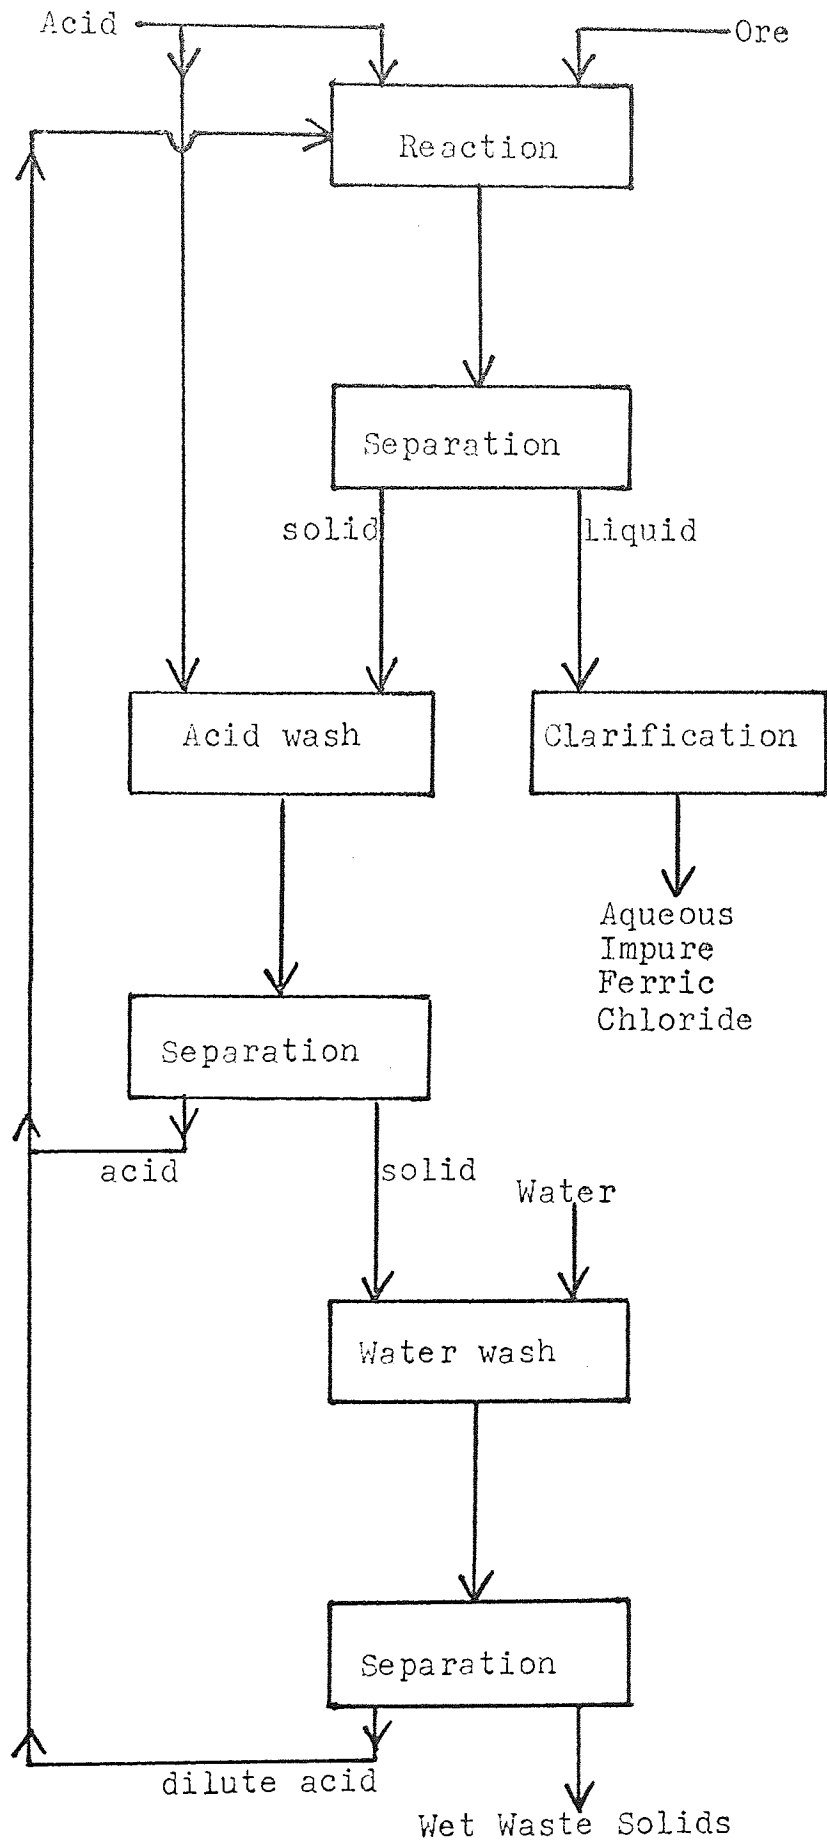 Acid
Ore
Reaction
Separation
solid
liquid
Acid wash
Clarification
Aqueous
Impure
Ferric
Chloride
Separation
acid
solid
Water
Water wash
Separation
dilute acid
Wet Waste Solids